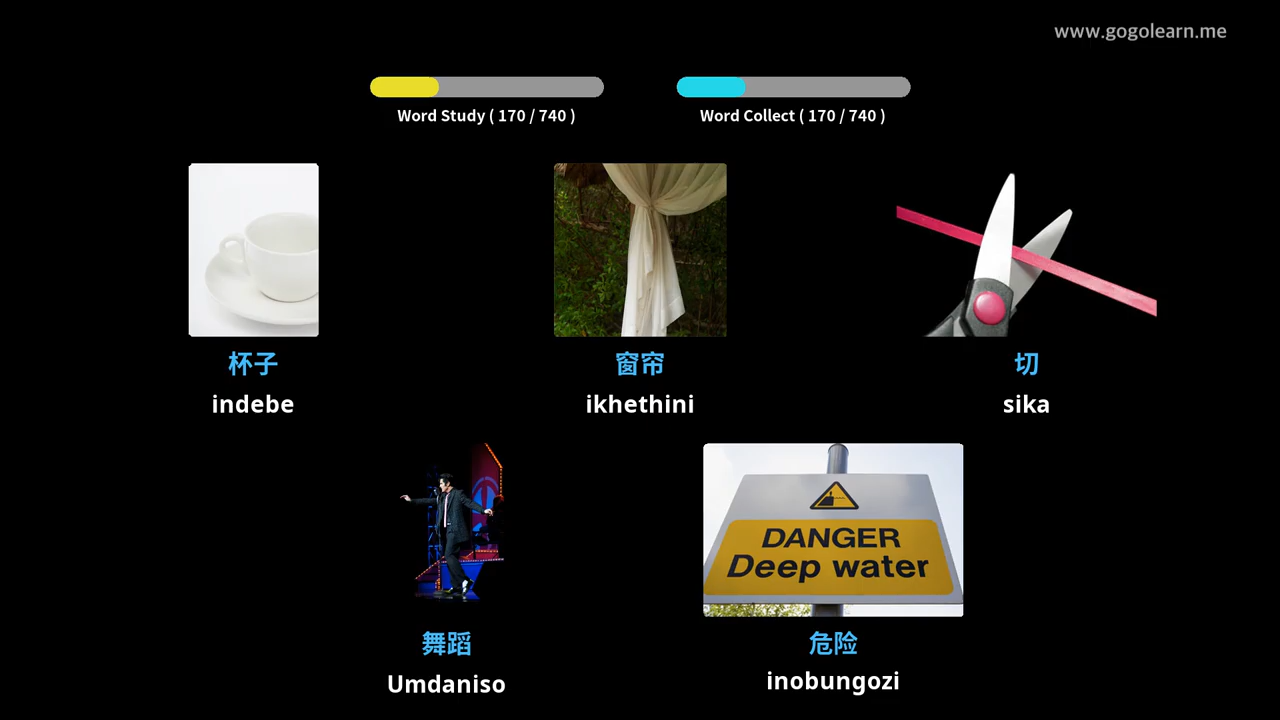 www.gogolearn.me
Word Study ( 170 / 740 )
Word Collect ( 170 / 740 )
杯子
indebe
窗帘
ikhethini
切
sika
DANGER
Deep water
舞蹈
Umdaniso
危险
inobungozi